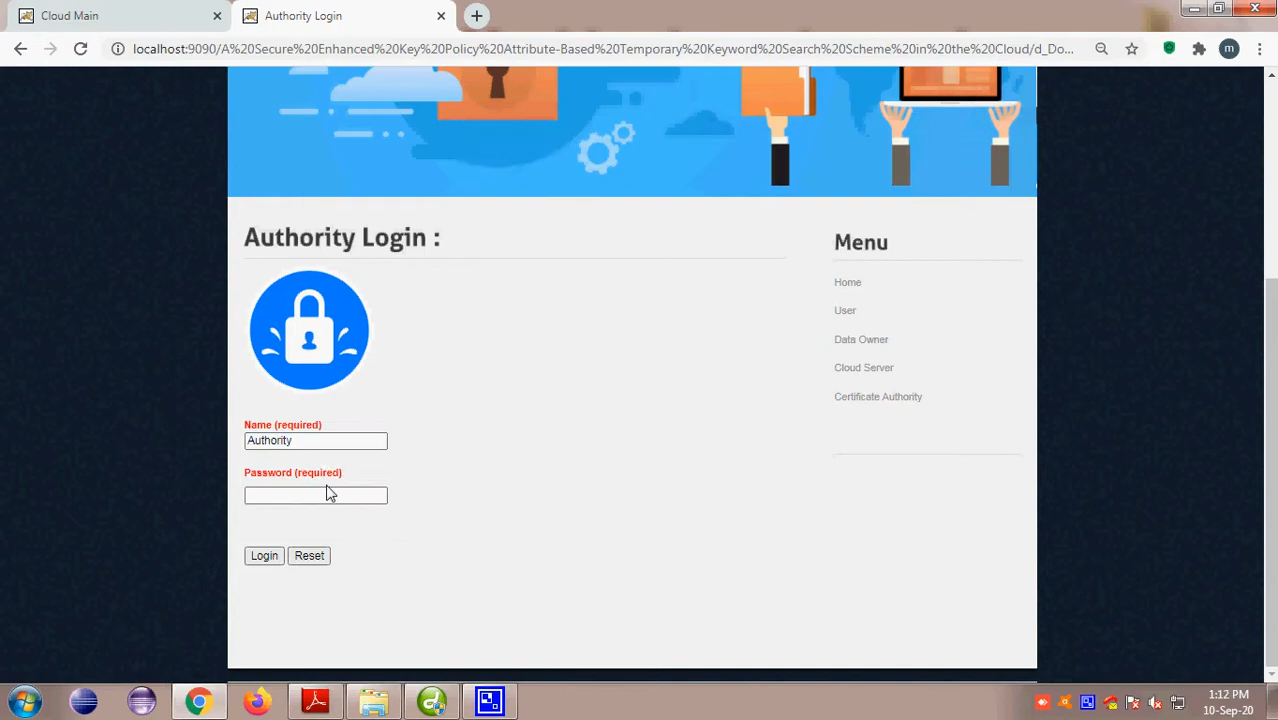 Cloud Main
Authority Login
localhost:9090/A%20Secure%20Enhanced%20Key%20Policy%20Attribute-Based%20Temporary%20Keyword%20Search%20Scheme%20in%20the%20Cloud/d_Do...
m
Authority Login :
Menu
Home
User
Data Owner
Cloud Server
Certificate Authority
Name (required)
Authority
Password (required)
Login
Reset
1:12 PM
10-Sep-20